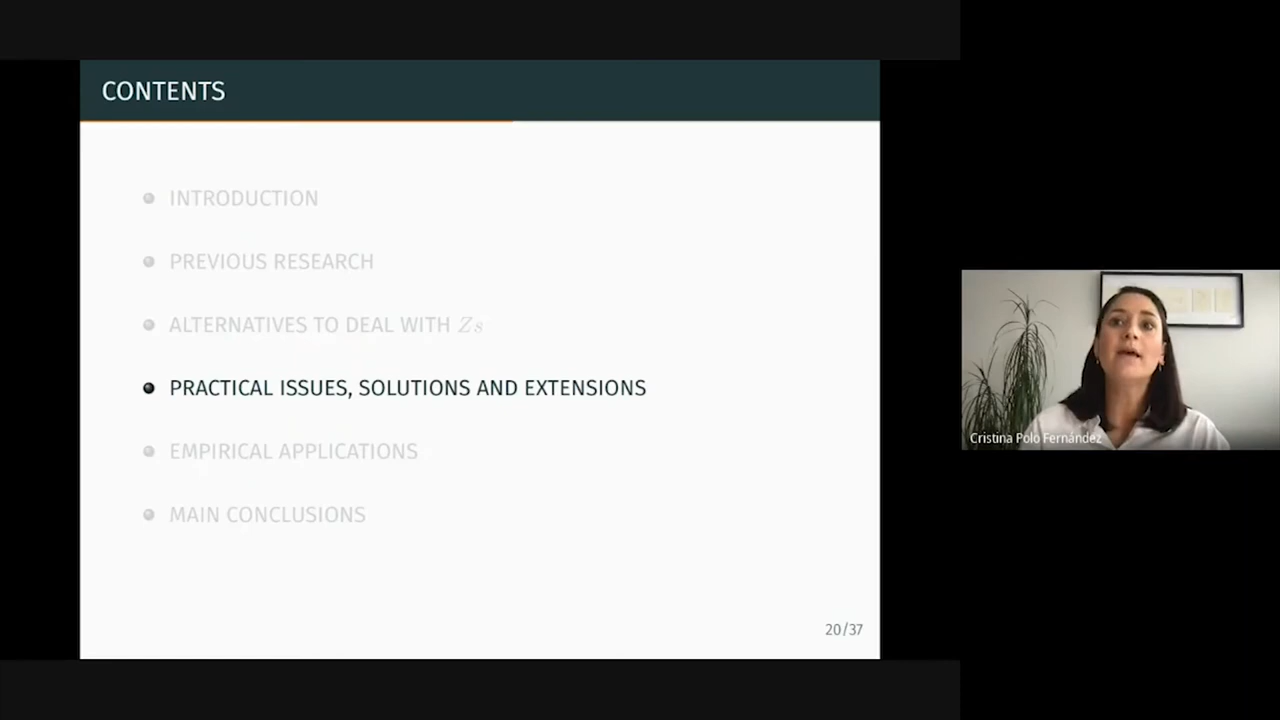 CONTENTS
INTRODUCTION
PREVIOUS RESEARCH
ALTERNATIVES TO DEAL WITH Zs
PRACTICAL ISSUES, SOLUTIONS AND EXTENSIONS
EMPIRICAL APPLICATIONS
MAIN CONCLUSIONS
20/37
Cristina Polo Fernández